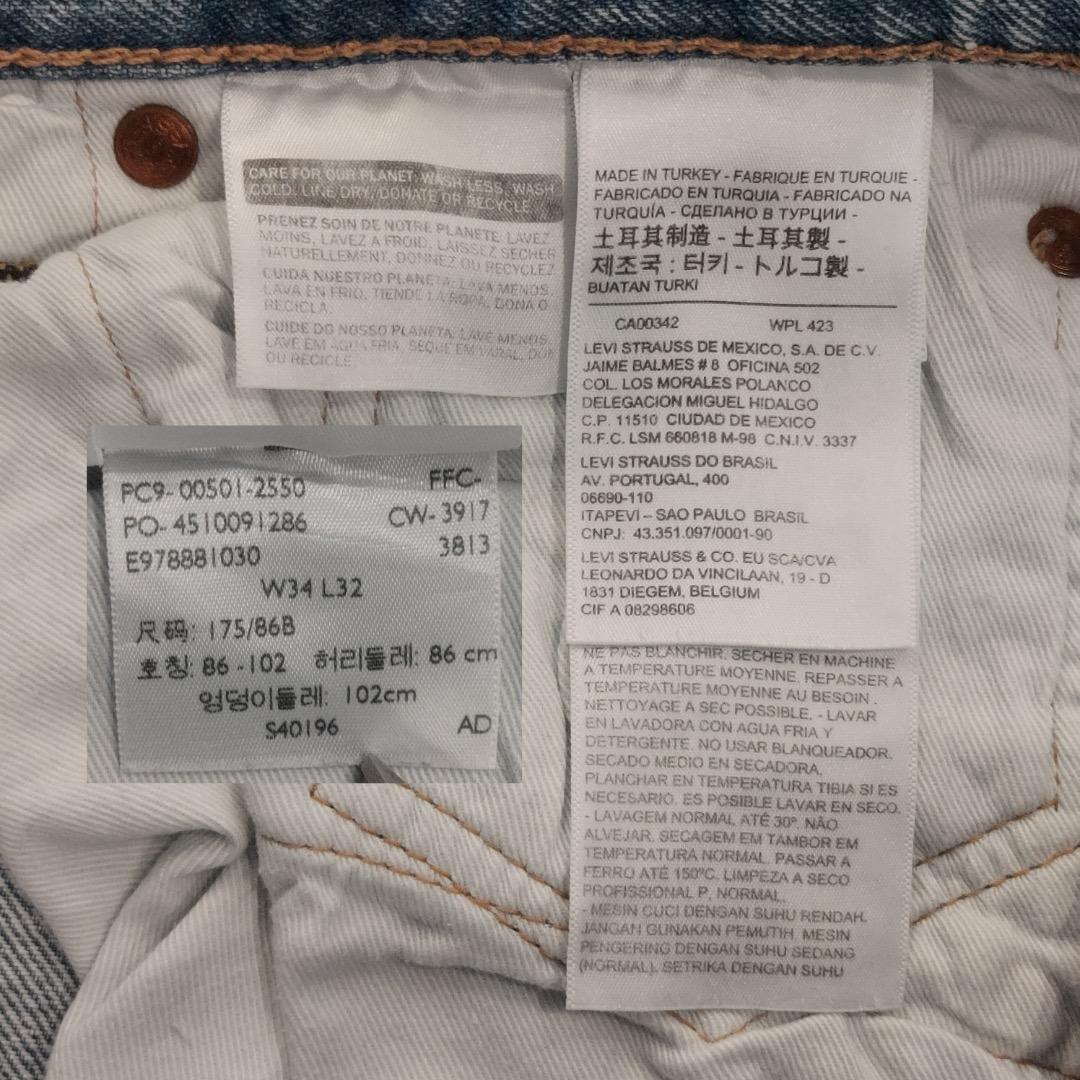 CARE FOR OUR PLANET: WASH LESS, WASH
COLD, LINE DRY, DONATE OR RECYCLE
PRENEZ SOIN DE NOTRE PLANETE, LAVEZ
MOINS, LAVEZ A FROID, LAISSEZ SECHER
NATURELLEMENT, DONNEZ OU RECYCLEZ
CUIDA NUESTRO PLANETA: LAVA MENOS,
LAVA EN FRIO, TIENDE LA ROPA, DONA O
RECICLA.
CUIDE DO NOSSO PLANETA: LAVE MENOS,
LAVE EM AGUA FRIA, SEQUE EM VARAL,
OU RECICLE
PC9-00501-2550 FFC-
PO-4510091286 CW-3917
E978881030 3813
W34 L32
尺码: 175/86B
호칭: 86 -102 허리둘레: 86 cm
엉덩이둘레: 102cm
S40196 AD
MADE IN TURKEY - FABRIQUE EN TURQUIE -
FABRICADO EN TURQUIA - FABRICADO NA
TURQUÍA - СДЕЛАНО В ТУРЦИИ -
土耳其制造 - 土耳其製 -
제조국 : 터키 - トルコ製 -
BUATAN TURKI
CA00342 WPL 423
LEVI STRAUSS DE MEXICO, S.A. DE C.V.
JAIME BALMES # 8 OFICINA 502
COL. LOS MORALES POLANCO
DELEGACION MIGUEL HIDALGO
C.P. 11510 CIUDAD DE MEXICO
R.F.C. LSM 660818 M-98 C.N.I.V. 3337
LEVI STRAUSS DO BRASIL
AV. PORTUGAL, 400
06690-110
ITAPEVI – SAO PAULO BRASIL
CNPJ: 43.351.097/0001-90
LEVI STRAUSS & CO. EU SCA/CVA
LEONARDO DA VINCILAAN, 19 - D
1831 DIEGEM, BELGIUM
CIF A 08298606
NE PAS BLANCHIR. SECHER EN MACHINE
A TEMPERATURE MOYENNE. REPASSER A
TEMPERATURE MOYENNE AU BESOIN .
NETTOYAGE A SEC POSSIBLE. - LAVAR
EN LAVADORA CON AGUA FRIA Y
DETERGENTE. NO USAR BLANQUEADOR.
SECADO MEDIO EN SECADORA,
PLANCHAR EN TEMPERATURA TIBIA SI ES
NECESARIO. ES POSIBLE LAVAR EN SECO.
- LAVAGEM NORMAL ATÉ 30º. NÃO
ALVEJAR. SECAGEM EM TAMBOR EM
TEMPERATURA NORMAL. PASSAR A
FERRO ATÉ 150ºC. LIMPEZA A SECO
PROFISSIONAL P, NORMAL.
- MESIN CUCI DENGAN SUHU RENDAH.
JANGAN GUNAKAN PEMUTIH. MESIN
PENGERING DENGAN SUHU SEDANG
(NORMAL). SETRIKA DENGAN SUHU